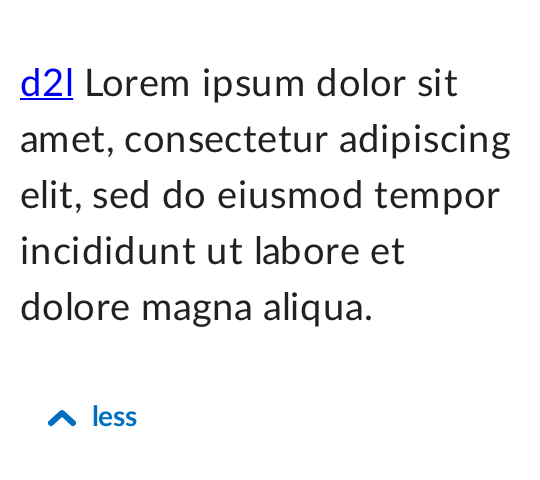 d2l Lorem ipsum dolor sit
amet, consectetur adipiscing
elit, sed do eiusmod tempor
incididunt ut labore et
dolore magna aliqua.
less